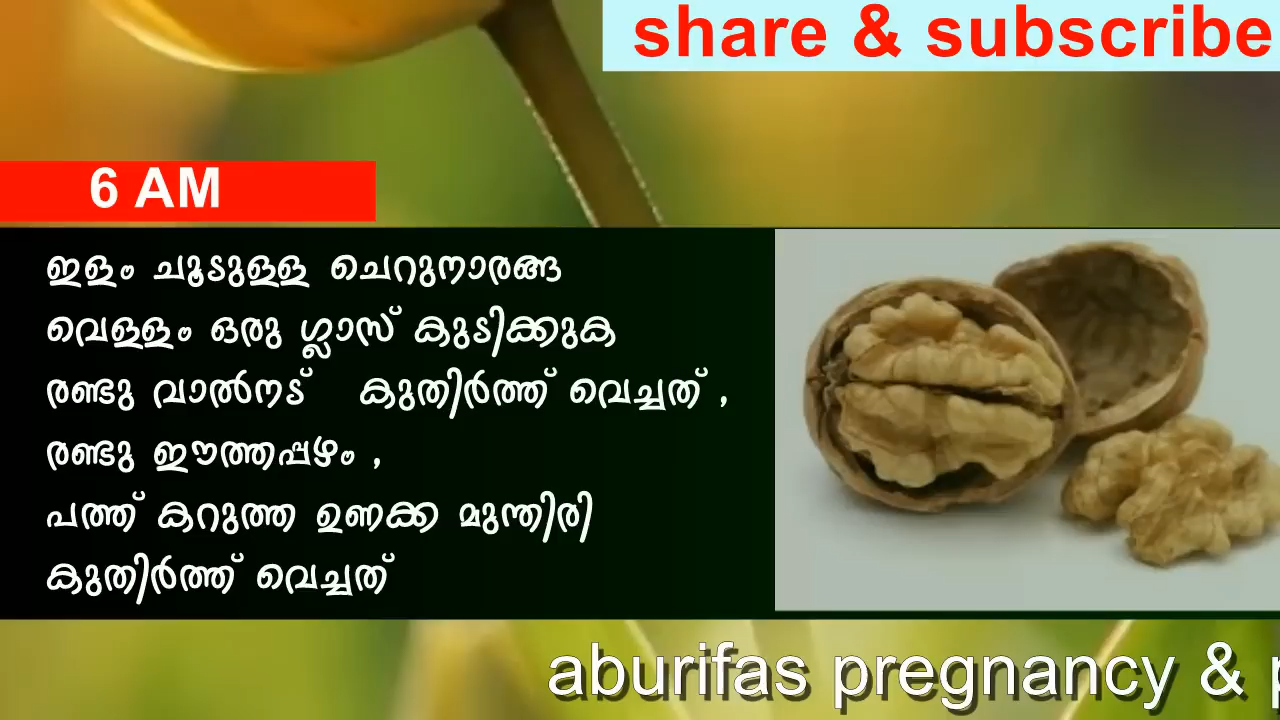 share & subscribe
6 AM
ഇളം ചൂടുള്ള ചെറുനാരങ്ങ
വെള്ളം ഒരു ഗ്ലാസ് കുടിക്കുക
രണ്ടു വാൽനട് കുതിർത്ത് വെച്ചത് ,
രണ്ടു ഈത്തപ്പഴം ,
പത്ത് കറുത്ത ഉണക്ക മുന്തിരി
കുതിർത്ത് വെച്ചത്
aburifas pregnancy &